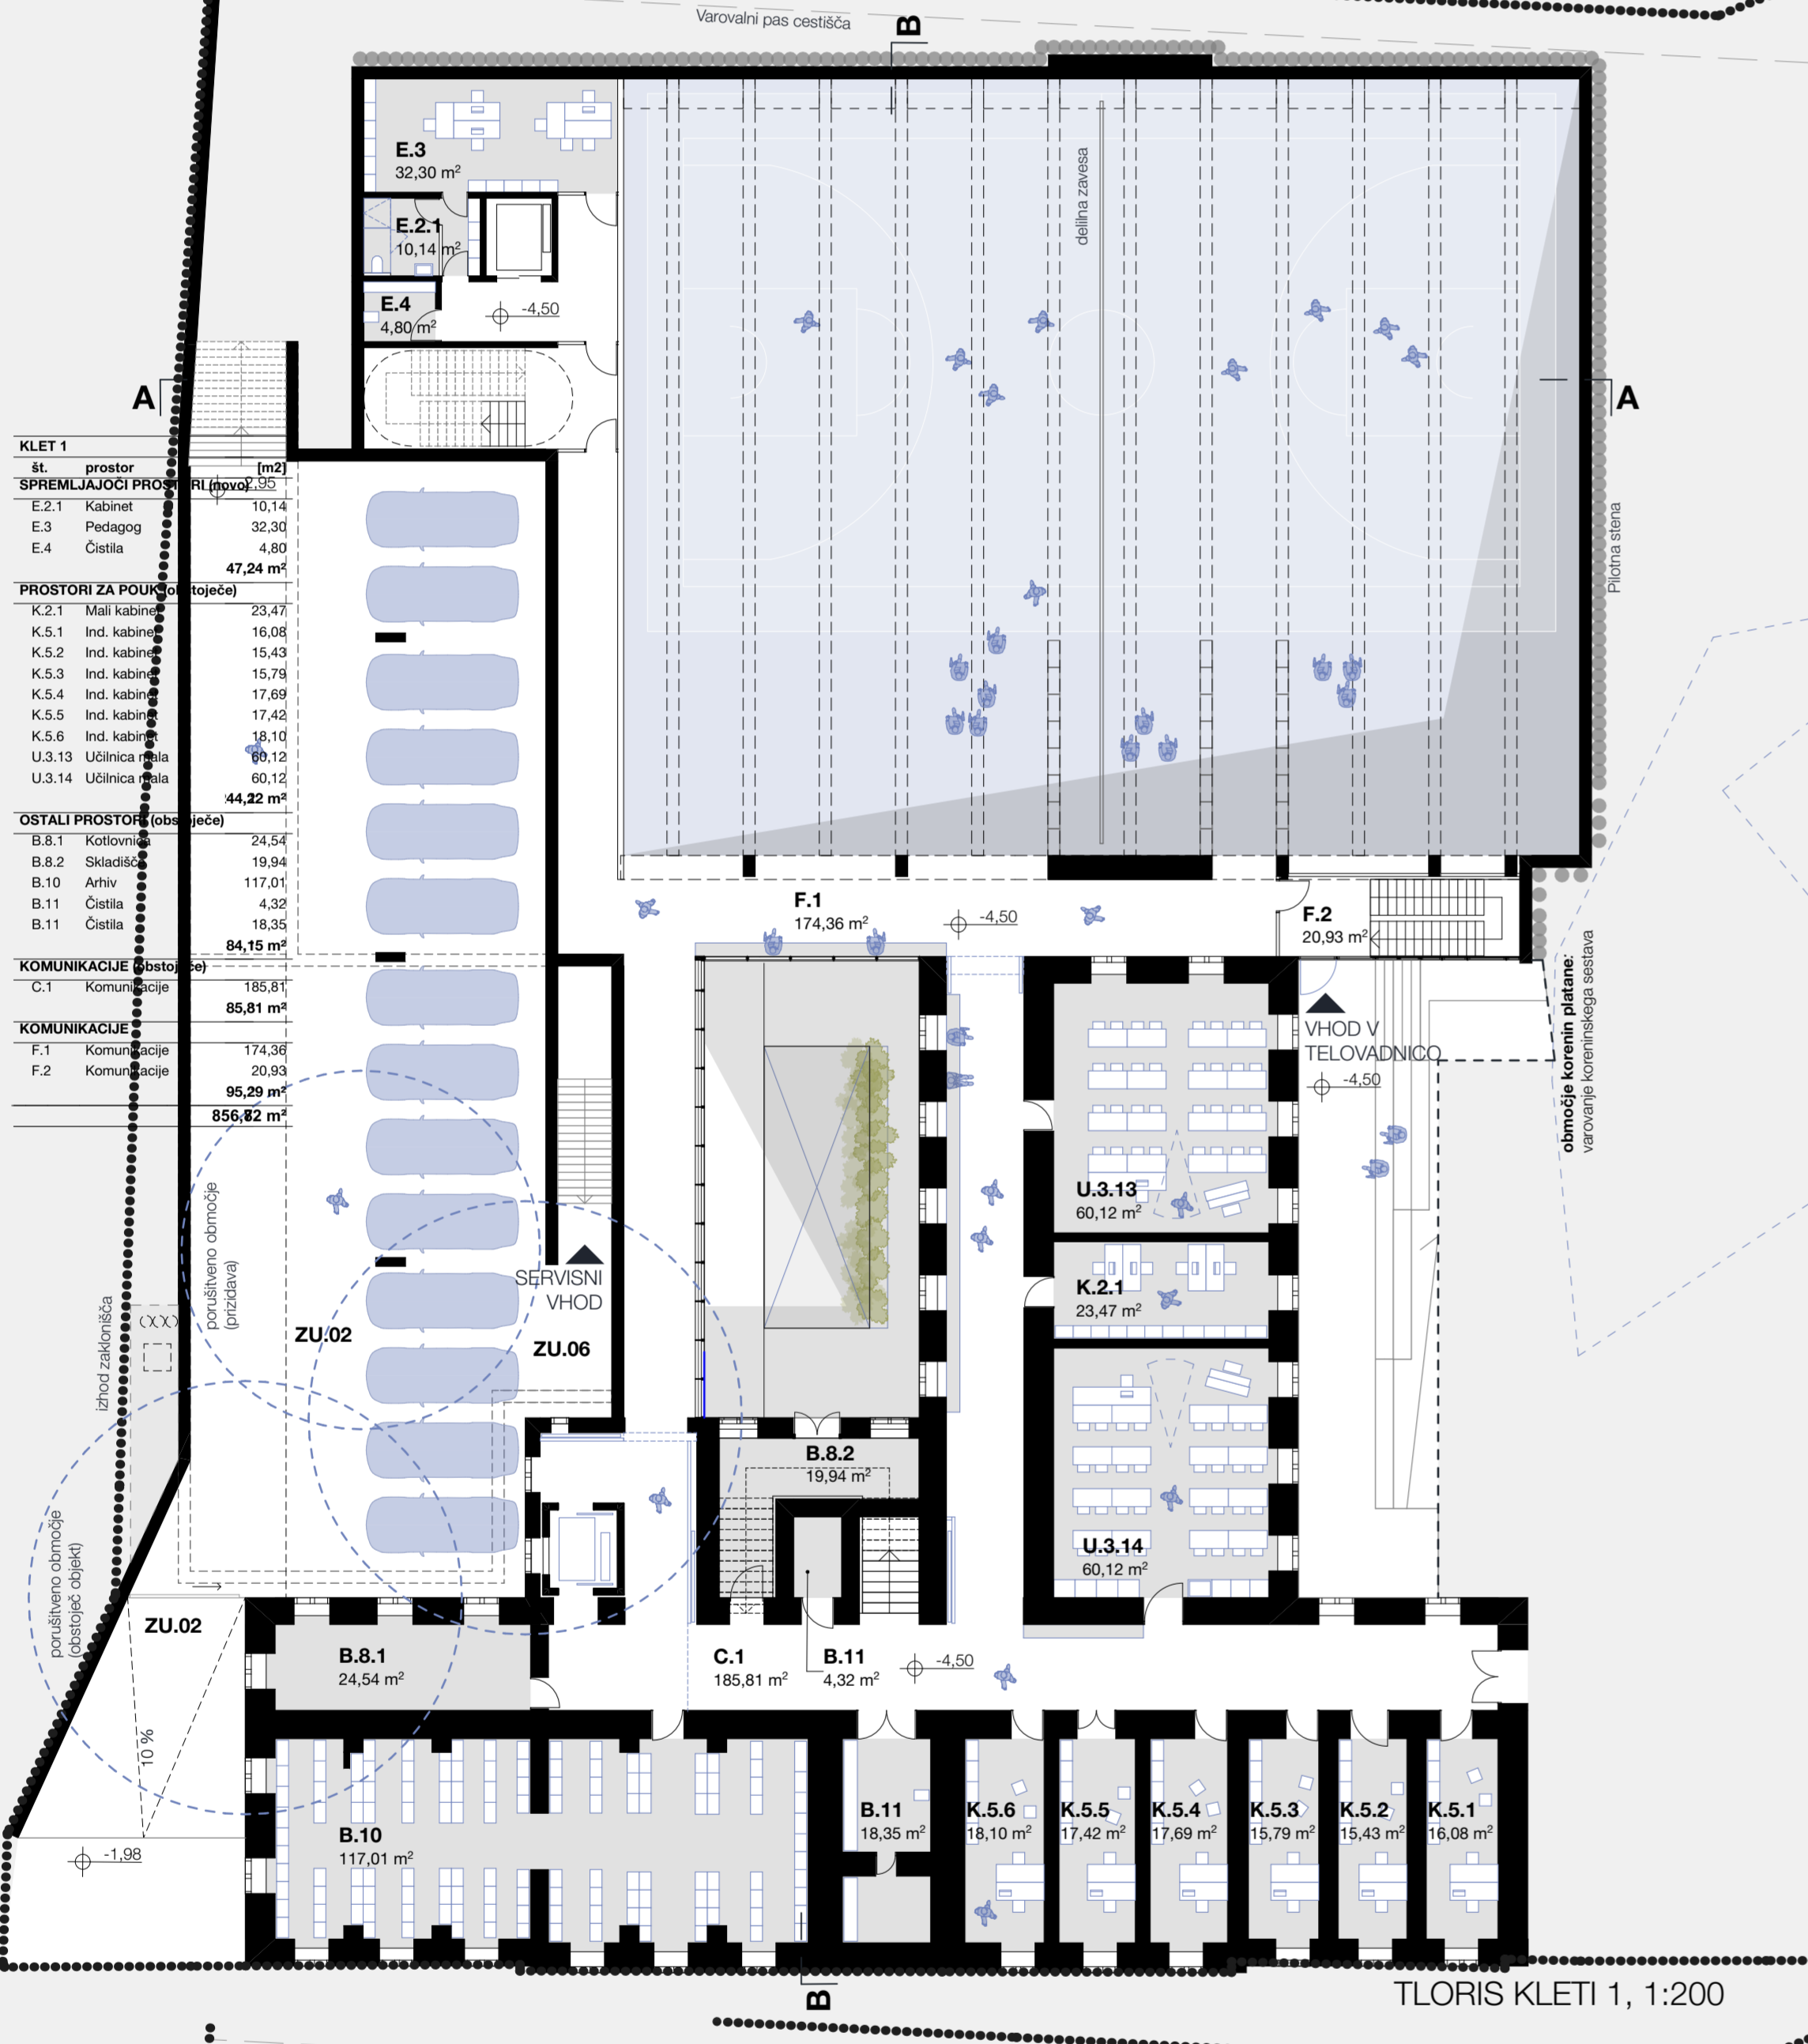 Varovalni pas cestišča
B
E.3
32,30 m²
E.2.1
10,14 m²
E.4
4,80 m²
-4,50
delilna zavesa
A
A
Pilotna stena
KLET 1
št. prostor [m2]
SPREMLJAJOČI PROSTORI (novo)
2,95
E.2.1 Kabinet 10,14
E.3 Pedagog 32,30
E.4 Čistila 4,80
47,24 m²
PROSTORI ZA POUK (obstoječe)
K.2.1 Mali kabinet 23,47
K.5.1 Ind. kabinet 16,08
K.5.2 Ind. kabinet 15,43
K.5.3 Ind. kabinet 15,79
K.5.4 Ind. kabinet 17,69
K.5.5 Ind. kabinet 17,42
K.5.6 Ind. kabinet 18,10
U.3.13 Učilnica mala 60,12
U.3.14 Učilnica mala 60,12
44,22 m²
OSTALI PROSTORI (obstoječe)
B.8.1 Kotlovnica 24,54
B.8.2 Skladišče 19,94
B.10 Arhiv 117,01
B.11 Čistila 4,32
B.11 Čistila 18,35
84,15 m²
KOMUNIKACIJE (obstoječe)
C.1 Komunikacije 185,81
85,81 m²
KOMUNIKACIJE
F.1 Komunikacije 174,36
F.2 Komunikacije 20,93
95,29 m²
856,82 m²
F.1
174,36 m²
-4,50
F.2
20,93 m²
območje korenin platane:
varovanje koreninskega sestava
VHOD V
TELOVADNICO
-4,50
U.3.13
60,12 m²
K.2.1
23,47 m²
U.3.14
60,12 m²
porušitveno območje
(prizidava)
izhod zaklonišča
SERVISNI
VHOD
ZU.02
ZU.06
B.8.2
19,94 m²
porušitveno območje
(obstoječ objekt)
ZU.02
10 %
-1,98
B.8.1
24,54 m²
C.1
185,81 m²
B.11
4,32 m²
-4,50
B.10
117,01 m²
B.11
18,35 m²
K.5.6
18,10 m²
K.5.5
17,42 m²
K.5.4
17,69 m²
K.5.3
15,79 m²
K.5.2
15,43 m²
K.5.1
16,08 m²
B
TLORIS KLETI 1, 1:200